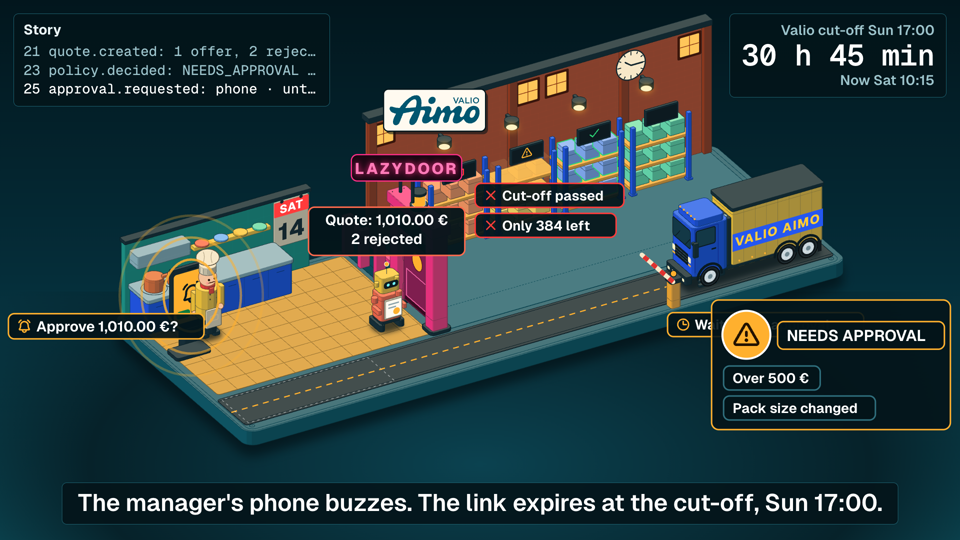 Story
21 quote.created: 1 offer, 2 rejec…
23 policy.decided: NEEDS_APPROVAL …
25 approval.requested: phone · unt…
Valio cut-off Sun 17:00
30 h 45 min
Now Sat 10:15
VALIO
Aimo
LAZYDOOR
Cut-off passed
Only 384 left
SAT
14
Quote: 1,010.00 €
2 rejected
VALIO AIMO
Approve 1,010.00 €?
NEEDS APPROVAL
Over 500 €
Pack size changed
The manager's phone buzzes. The link expires at the cut-off, Sun 17:00.